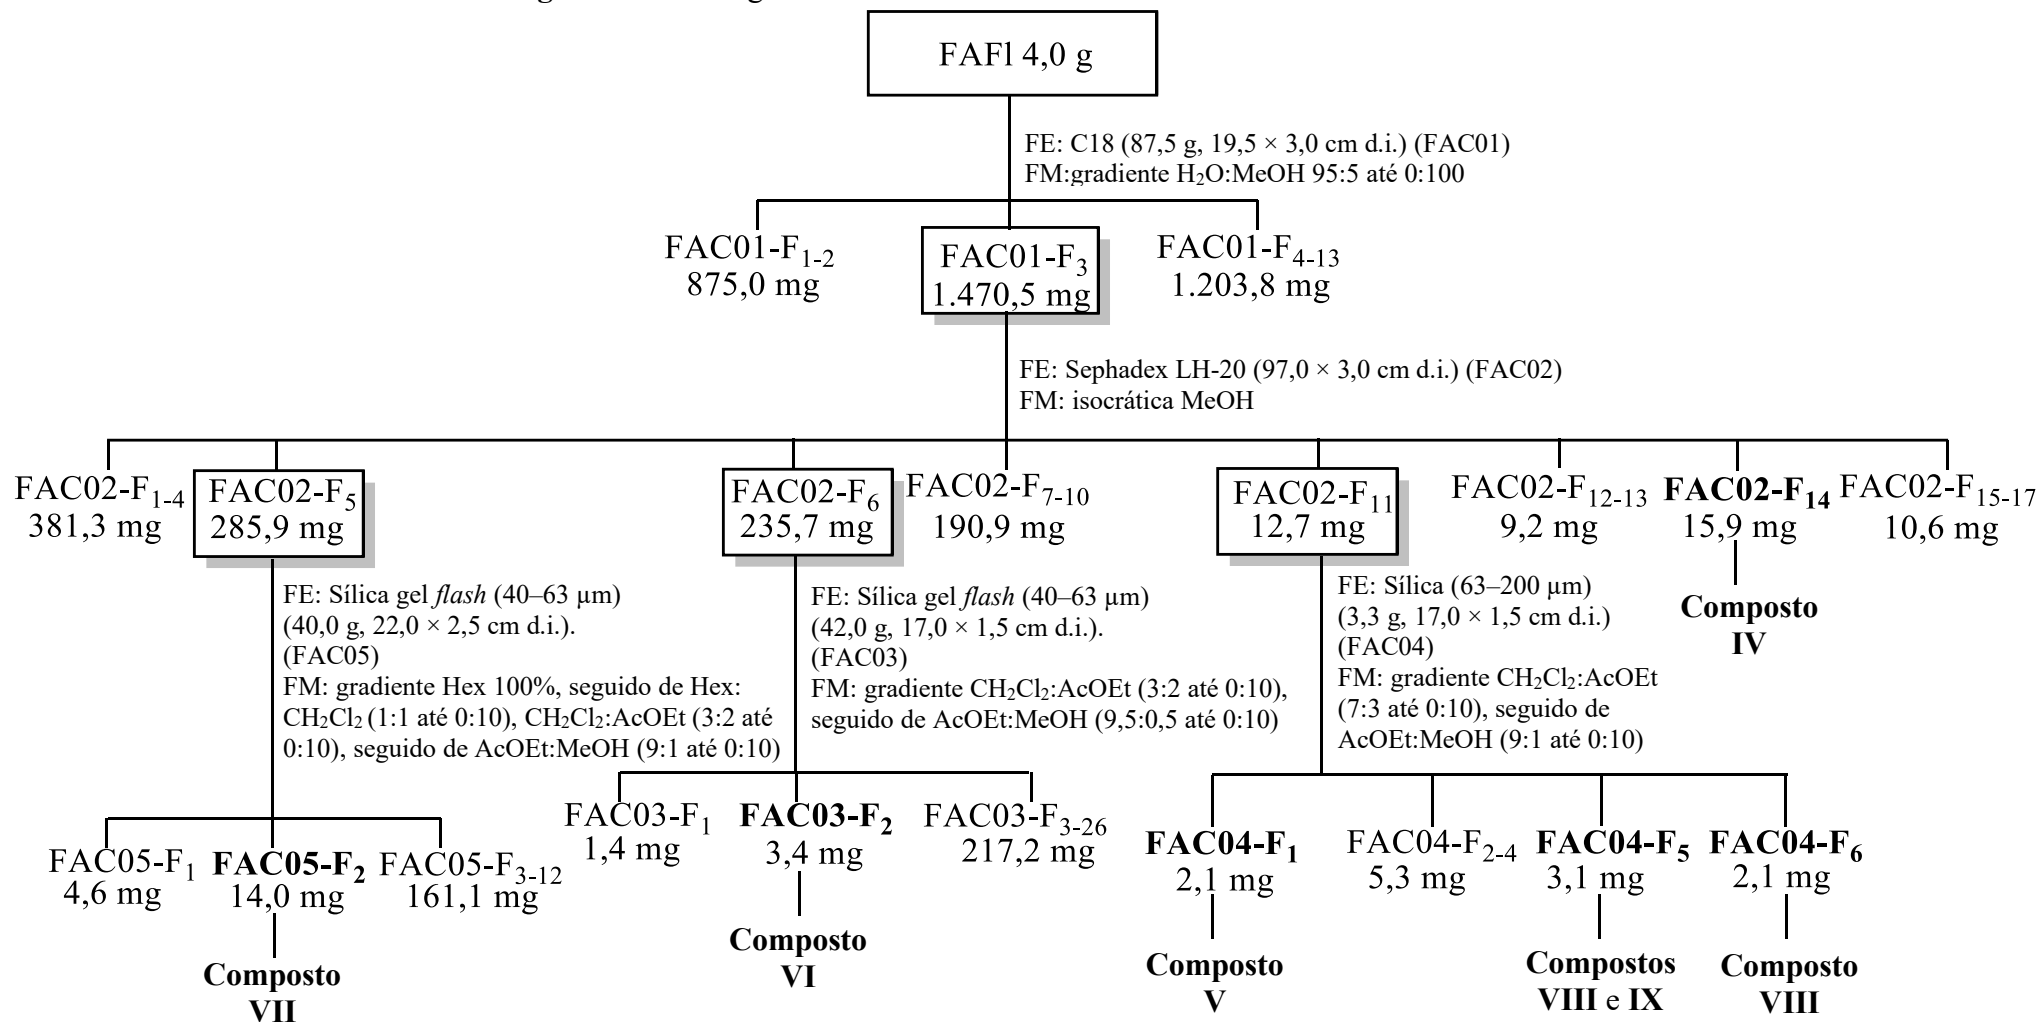 FAFl 4,0 g
FE: C18 (87,5 g, 19,5 × 3,0 cm d.i.) (FAC01)
FM:gradiente H₂O:MeOH 95:5 até 0:100
FAC01-F₁₋₂
875,0 mg
FAC01-F₃
1.470,5 mg
FAC01-F₄₋₁₃
1.203,8 mg
FE: Sephadex LH-20 (97,0 × 3,0 cm d.i.) (FAC02)
FM: isocrática MeOH
FAC02-F₁₋₄
381,3 mg
FAC02-F₅
285,9 mg
FAC02-F₆
235,7 mg
FAC02-F₇₋₁₀
190,9 mg
FAC02-F₁₁
12,7 mg
FAC02-F₁₂₋₁₃
9,2 mg
FAC02-F₁₄
15,9 mg
FAC02-F₁₅₋₁₇
10,6 mg
Composto
IV
FE: Sílica gel flash (40–63 µm)
(40,0 g, 22,0 × 2,5 cm d.i.).
(FAC05)
FM: gradiente Hex 100%, seguido de Hex:
CH₂Cl₂ (1:1 até 0:10), CH₂Cl₂:AcOEt (3:2 até
0:10), seguido de AcOEt:MeOH (9:1 até 0:10)
FE: Sílica gel flash (40–63 µm)
(42,0 g, 17,0 × 1,5 cm d.i.).
(FAC03)
FM: gradiente CH₂Cl₂:AcOEt (3:2 até 0:10),
seguido de AcOEt:MeOH (9,5:0,5 até 0:10)
FE: Sílica (63–200 µm)
(3,3 g, 17,0 × 1,5 cm d.i.)
(FAC04)
FM: gradiente CH₂Cl₂:AcOEt
(7:3 até 0:10), seguido de
AcOEt:MeOH (9:1 até 0:10)
FAC05-F₁
4,6 mg
FAC05-F₂
14,0 mg
FAC05-F₃₋₁₂
161,1 mg
Composto
VII
FAC03-F₁
1,4 mg
FAC03-F₂
3,4 mg
FAC03-F₃₋₂₆
217,2 mg
Composto
VI
FAC04-F₁
2,1 mg
FAC04-F₂₋₄
5,3 mg
FAC04-F₅
3,1 mg
FAC04-F₆
2,1 mg
Composto
V
Compostos
VIII e IX
Composto
VIII